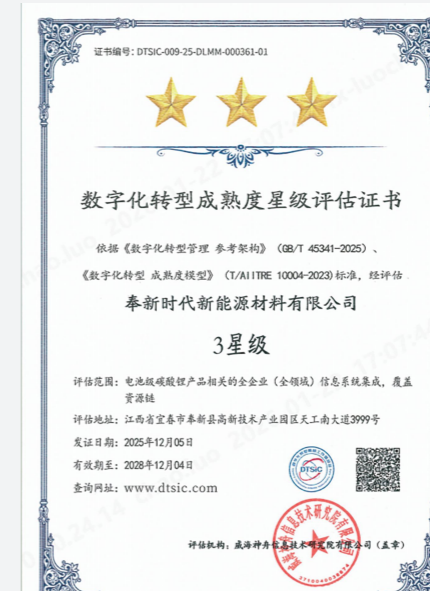 证书编号：DTSIC-009-25-DLMM-000361-01
数字化转型成熟度星级评估证书
依据《数字化转型管理 参考架构》（GB/T 45341-2025）、
《数字化转型 成熟度模型》（T/AIITRE 10004-2023)标准，经评估
奉新时代新能源材料有限公司
3星级
评估范围：电池级碳酸锂产品相关的全企业（全领域）信息系统集成，覆盖
资源链
评估地址：江西省宜春市奉新县高新技术产业园区天工南大道3999号
发证日期：2025年12月05日
有效期至：2028年12月04日
查询网址：www.dtsic.com
DTSIC
评估机构：威海神舟信息技术研究院有限公司（盖章）